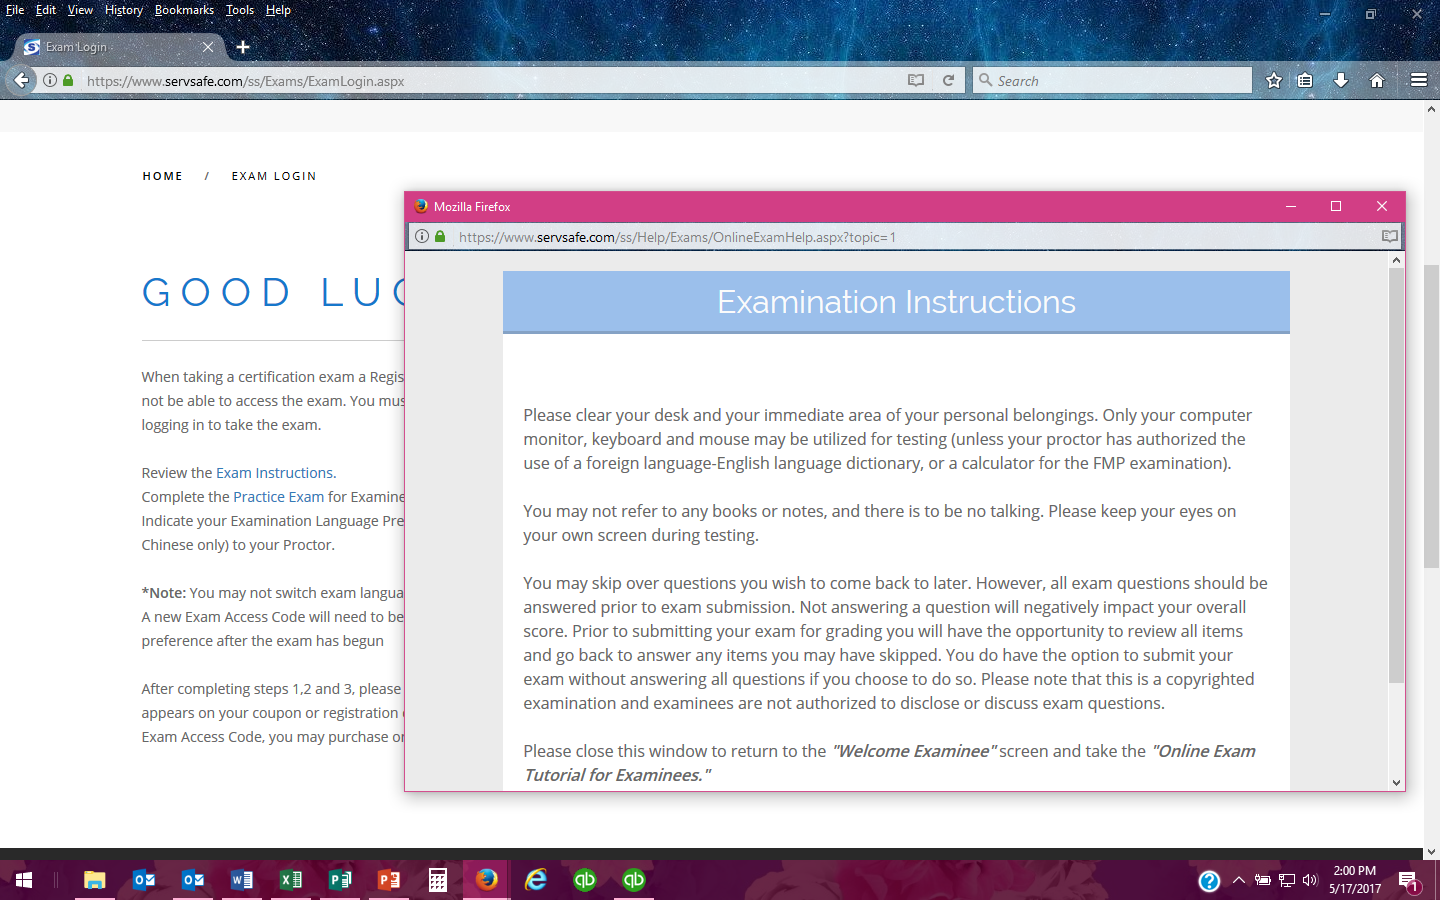 File Edit View History Bookmarks Tools Help
Exam Login
https://www.servsafe.com/ss/Exams/ExamLogin.aspx
Search
HOME / EXAM LOGIN
GOOD LUC
When taking a certification exam a Regis
not be able to access the exam. You mus
logging in to take the exam.
Review the Exam Instructions.
Complete the Practice Exam for Examine
Indicate your Examination Language Pre
Chinese only) to your Proctor.
*Note: You may not switch exam langua
A new Exam Access Code will need to be
preference after the exam has begun
After completing steps 1,2 and 3, please
appears on your coupon or registration
Exam Access Code, you may purchase or
Mozilla Firefox
https://www.servsafe.com/ss/Help/Exams/OnlineExamHelp.aspx?topic=1
Examination Instructions
Please clear your desk and your immediate area of your personal belongings. Only your computer
monitor, keyboard and mouse may be utilized for testing (unless your proctor has authorized the
use of a foreign language-English language dictionary, or a calculator for the FMP examination).
You may not refer to any books or notes, and there is to be no talking. Please keep your eyes on
your own screen during testing.
You may skip over questions you wish to come back to later. However, all exam questions should be
answered prior to exam submission. Not answering a question will negatively impact your overall
score. Prior to submitting your exam for grading you will have the opportunity to review all items
and go back to answer any items you may have skipped. You do have the option to submit your
exam without answering all questions if you choose to do so. Please note that this is a copyrighted
examination and examinees are not authorized to disclose or discuss exam questions.
Please close this window to return to the "Welcome Examinee" screen and take the "Online Exam
Tutorial for Examinees."
2:00 PM
5/17/2017
1